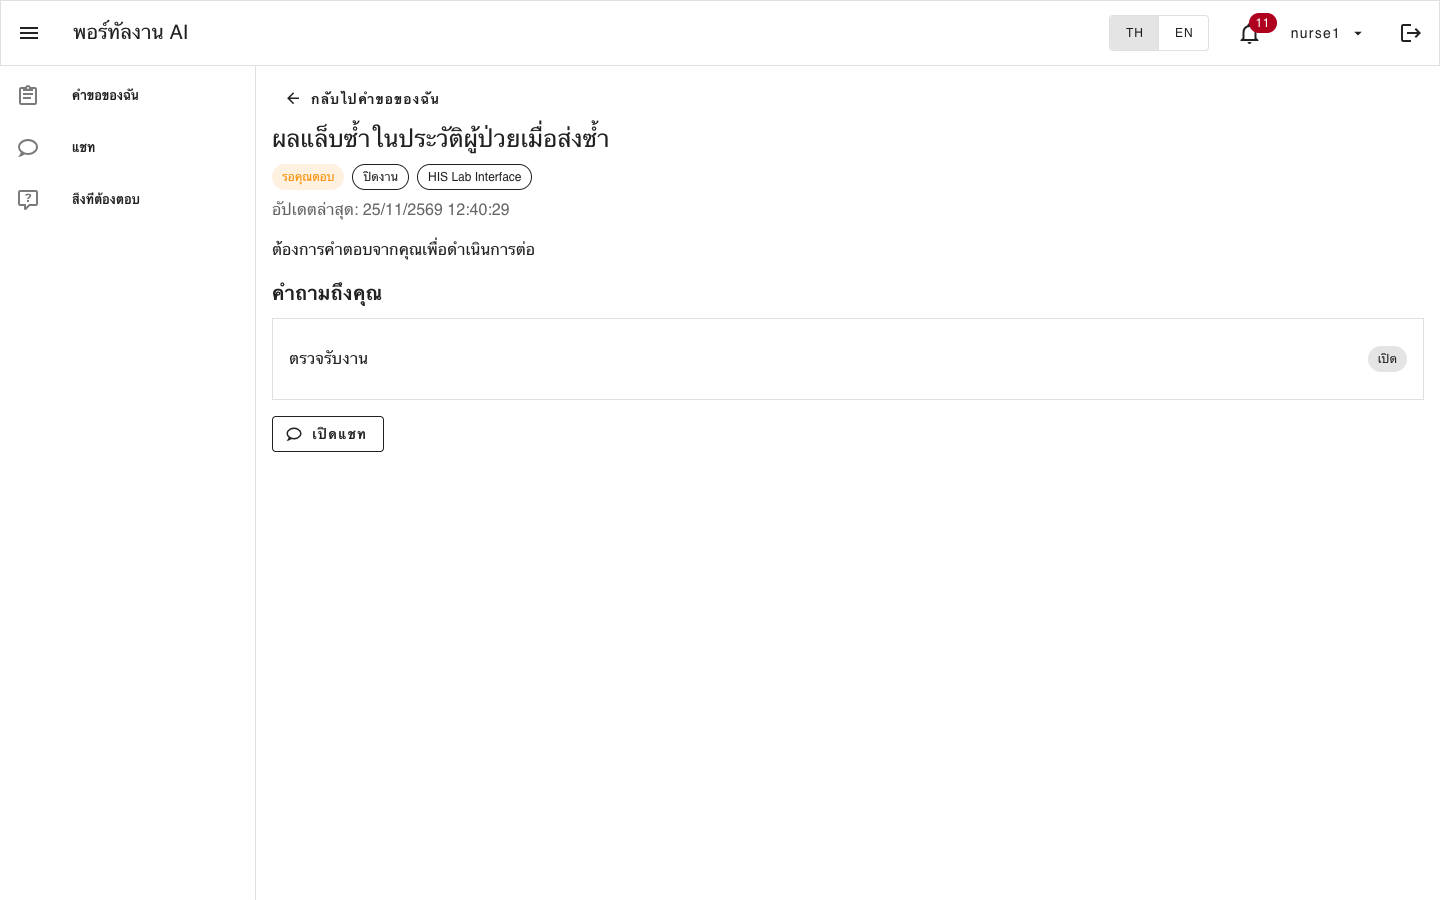 พอร์ทัลงาน AI
TH
EN
11
nurse1
คำขอของฉัน
แชท
สิ่งที่ต้องตอบ
กลับไปคำขอของฉัน
ผลแล็บซ้ำในประวัติผู้ป่วยเมื่อส่งซ้ำ
รอคุณตอบ
ปิดงาน
HIS Lab Interface
อัปเดตล่าสุด: 25/11/2569 12:40:29
ต้องการคำตอบจากคุณเพื่อดำเนินการต่อ
คำถามถึงคุณ
ตรวจรับงาน
เปิด
เปิดแชท